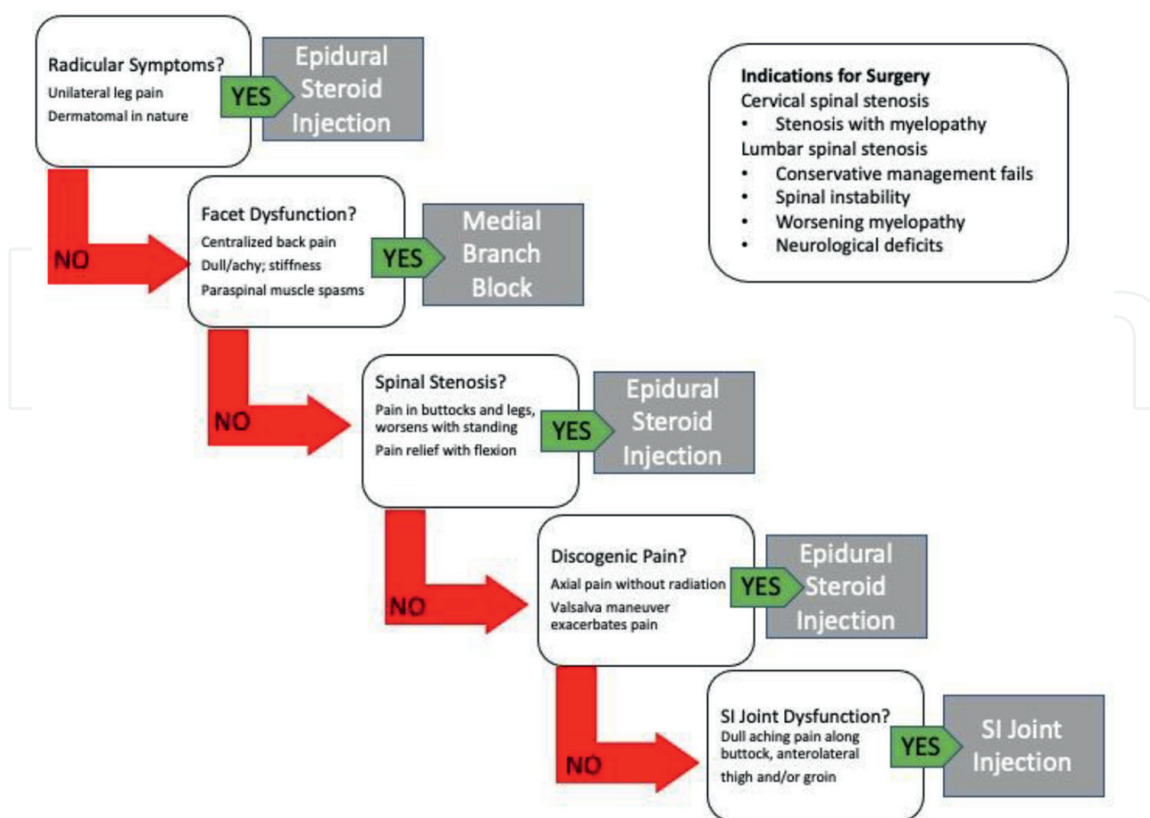 Radicular Symptoms?
Unilateral leg pain
Dermatomal in nature
YES
Epidural
Steroid
Injection
NO
Facet Dysfunction?
Centralized back pain
Dull/achy; stiffness
Paraspinal muscle spasms
YES
Medial
Branch
Block
NO
Spinal Stenosis?
Pain in buttocks and legs,
worsens with standing
Pain relief with flexion
YES
Epidural
Steroid
Injection
NO
Discogenic Pain?
Axial pain without radiation
Valsalva maneuver
exacerbates pain
YES
Epidural
Steroid
Injection
NO
SI Joint Dysfunction?
Dull aching pain along
buttock, anterolateral
thigh and/or groin
YES
SI Joint
Injection
Indications for Surgery
Cervical spinal stenosis
• Stenosis with myelopathy
Lumbar spinal stenosis
• Conservative management fails
• Spinal instability
• Worsening myelopathy
• Neurological deficits